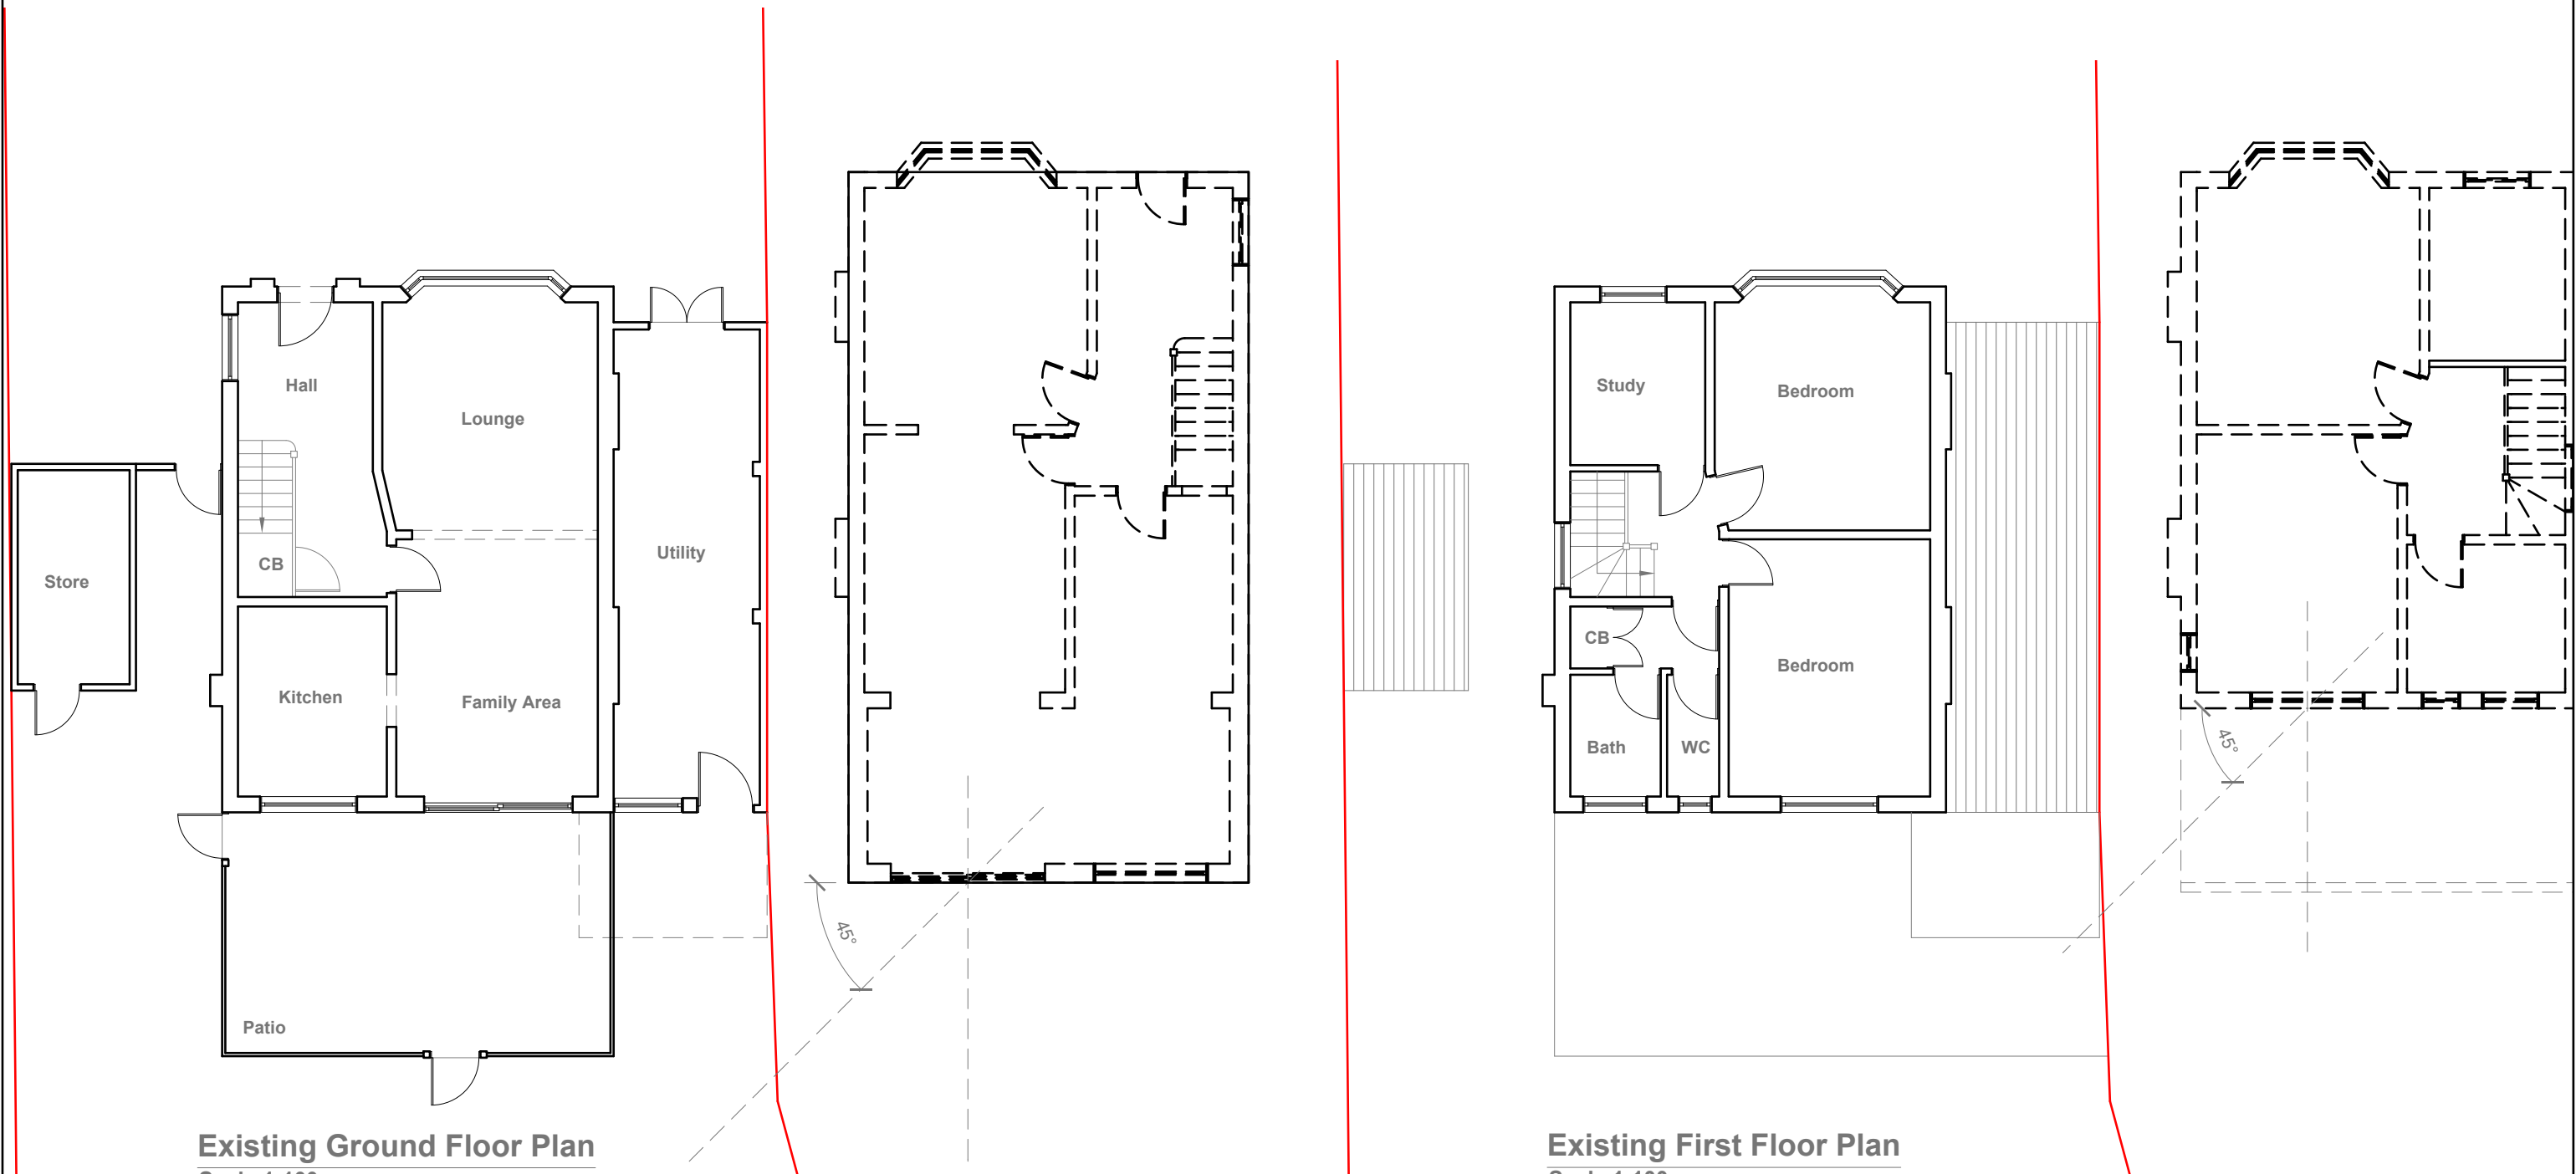 Hall
Lounge
CB
Utility
Store
Kitchen
Family Area
Patio
45°
Existing Ground Floor Plan
Study
Bedroom
CB
Bedroom
Bath
WC
45°
Existing First Floor Plan